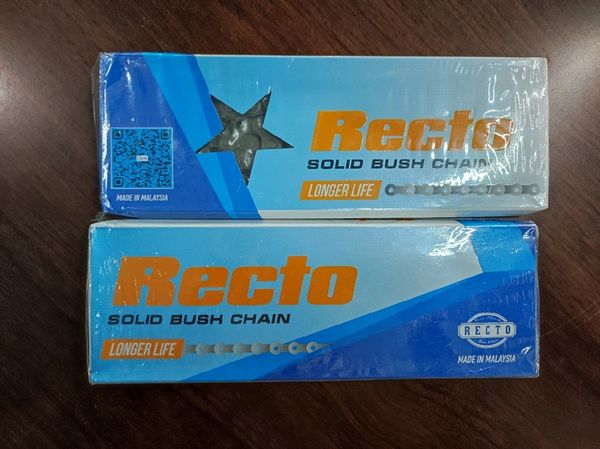 Recto
SOLID BUSH CHAIN
LONGER LIFE
MADE IN MALAYSIA
Recto
SOLID BUSH CHAIN
LONGER LIFE
RECTO
MADE IN MALAYSIA